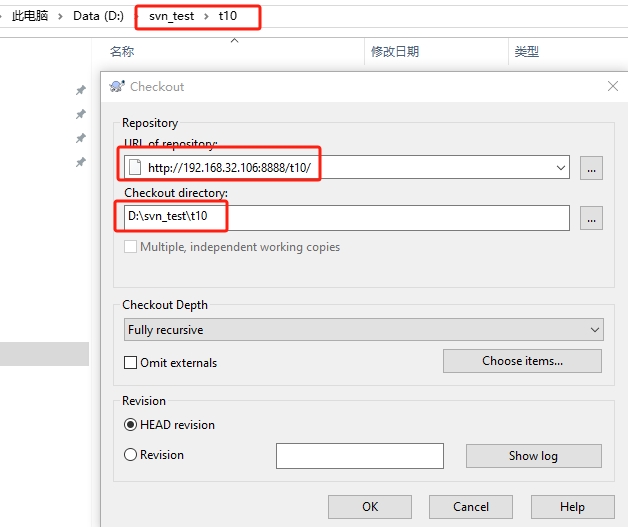 此电脑 > Data (D:) > svn_test > t10
名称 修改日期 类型
Checkout
Repository
URL of repository:
http://192.168.32.106:8888/t10/
...
Checkout directory:
D:\svn_test\t10
...
Multiple, independent working copies
Checkout Depth
Fully recursive
Omit externals
Choose items...
Revision
HEAD revision
Revision
Show log
OK Cancel Help